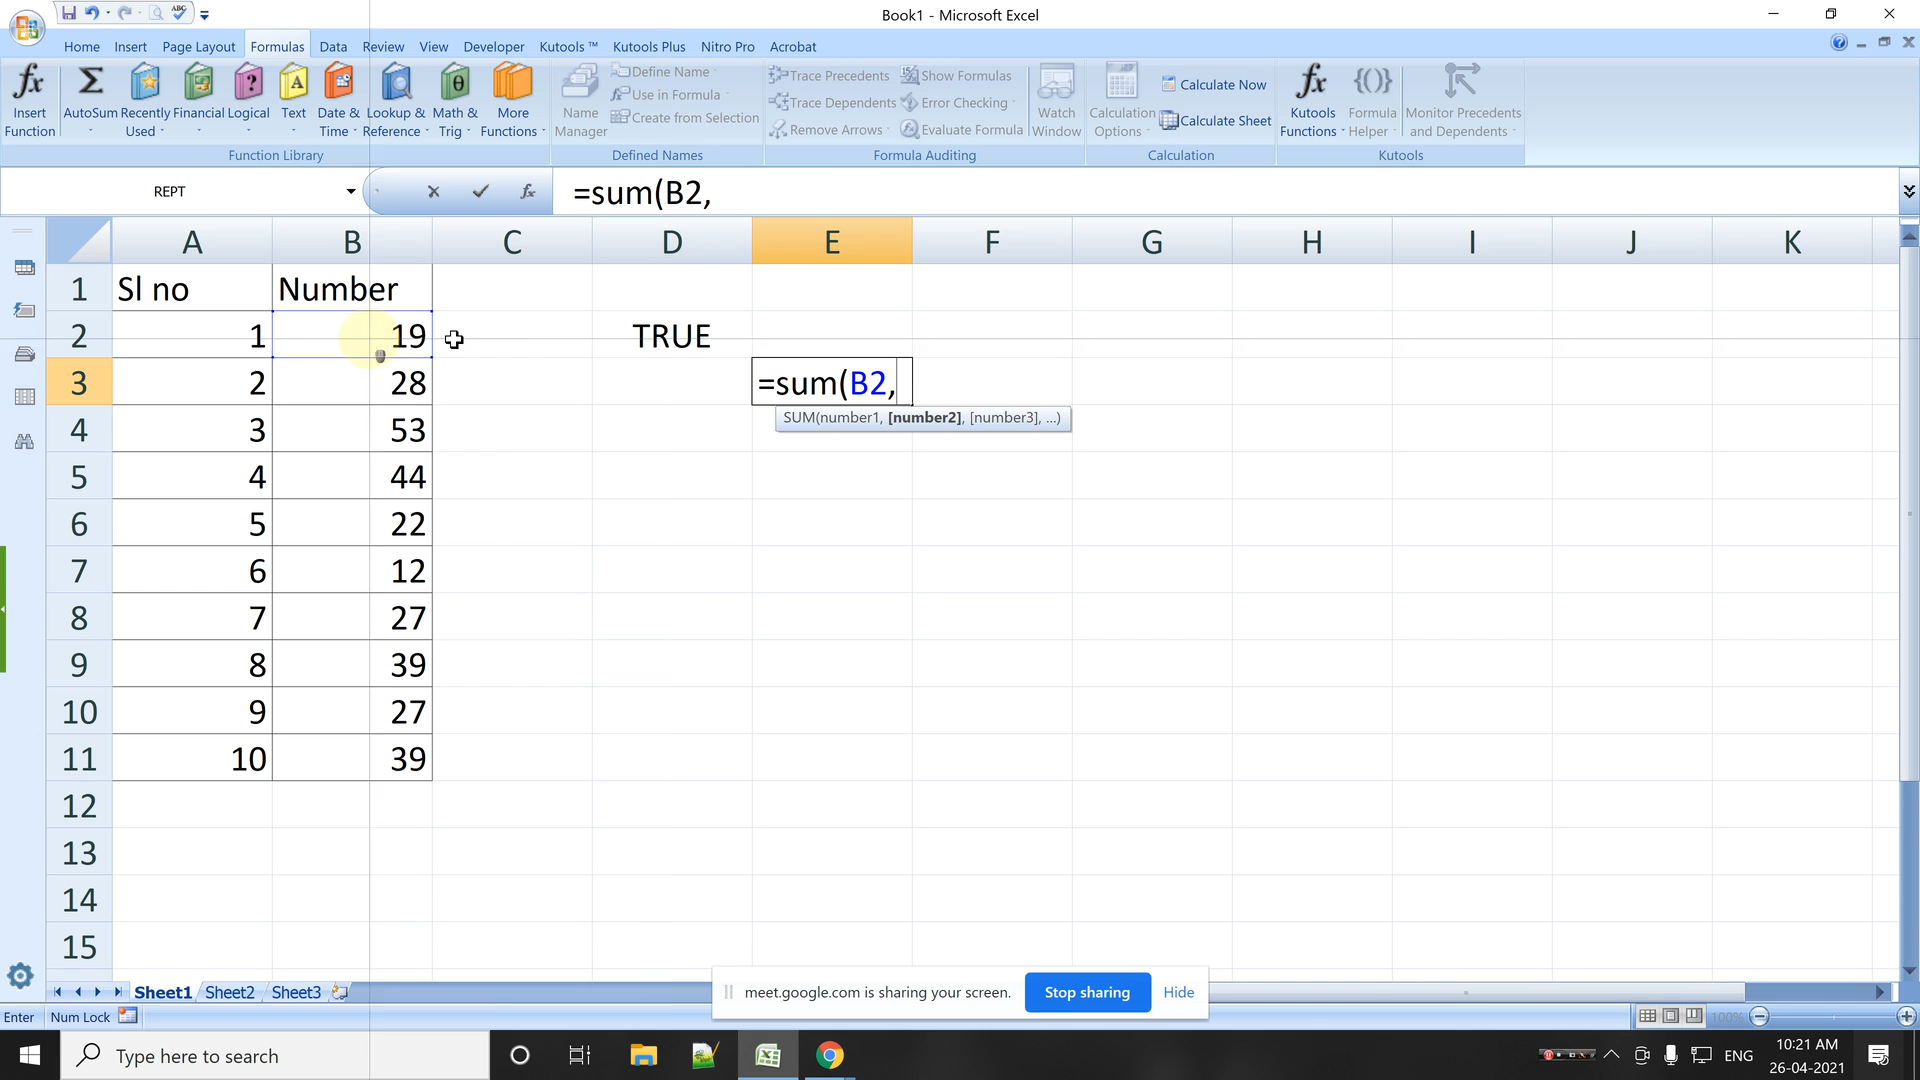 Book1 - Microsoft Excel
Home Insert Page Layout Formulas Data Review View Developer Kutools ™ Kutools Plus Nitro Pro Acrobat
Insert Function
AutoSum
Recently Used
Financial
Logical
Text
Date & Time
Lookup & Reference
Math & Trig
More Functions
Name Manager
Define Name
Use in Formula
Create from Selection
Trace Precedents
Trace Dependents
Remove Arrows
Show Formulas
Error Checking
Evaluate Formula
Watch Window
Calculation Options
Calculate Now
Calculate Sheet
Kutools Functions
Formula Helper
Monitor Precedents and Dependents
Function Library Defined Names Formula Auditing Calculation Kutools
REPT =sum(B2,
A B C D E F G H I J K
1 Sl no Number
2 1 19 TRUE
3 2 28 =sum(B2,
SUM(number1, [number2], [number3], ...)
4 3 53
5 4 44
6 5 22
7 6 12
8 7 27
9 8 39
10 9 27
11 10 39
12
13
14
15
Sheet1 Sheet2 Sheet3
meet.google.com is sharing your screen. Stop sharing Hide
Enter Num Lock 100%
Type here to search
ENG
10:21 AM
26-04-2021